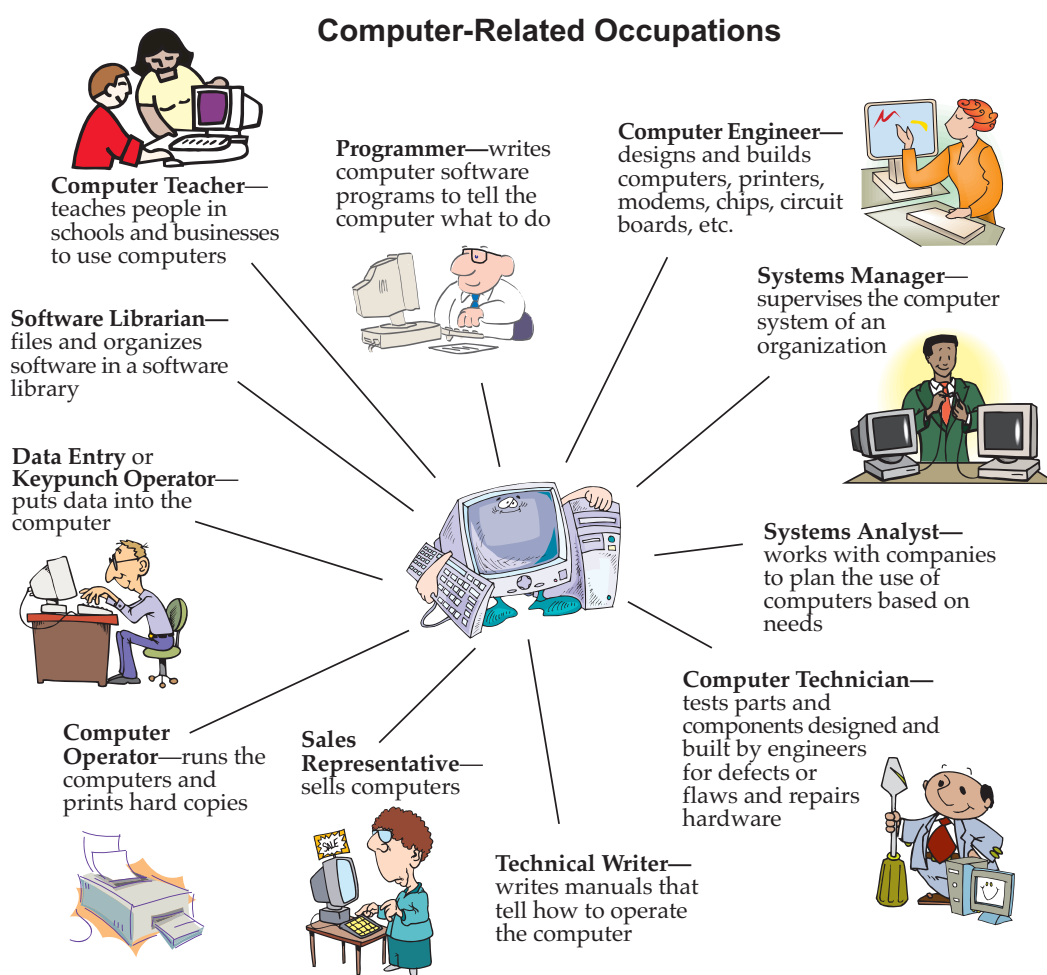 Computer-Related Occupations
Computer Teacher—
teaches people in
schools and businesses
to use computers
Programmer—writes
computer software
programs to tell the
computer what to do
Computer Engineer—
designs and builds
computers, printers,
modems, chips, circuit
boards, etc.
Systems Manager—
supervises the computer
system of an
organization
Software Librarian—
files and organizes
software in a software
library
Data Entry or
Keypunch Operator—
puts data into the
computer
Systems Analyst—
works with companies
to plan the use of
computers based on
needs
Computer Technician—
tests parts and
components designed and
built by engineers
for defects or
flaws and repairs
hardware
Computer
Operator—runs the
computers and
prints hard copies
Sales
Representative—
sells computers
SALE
Technical Writer—
writes manuals that
tell how to operate
the computer